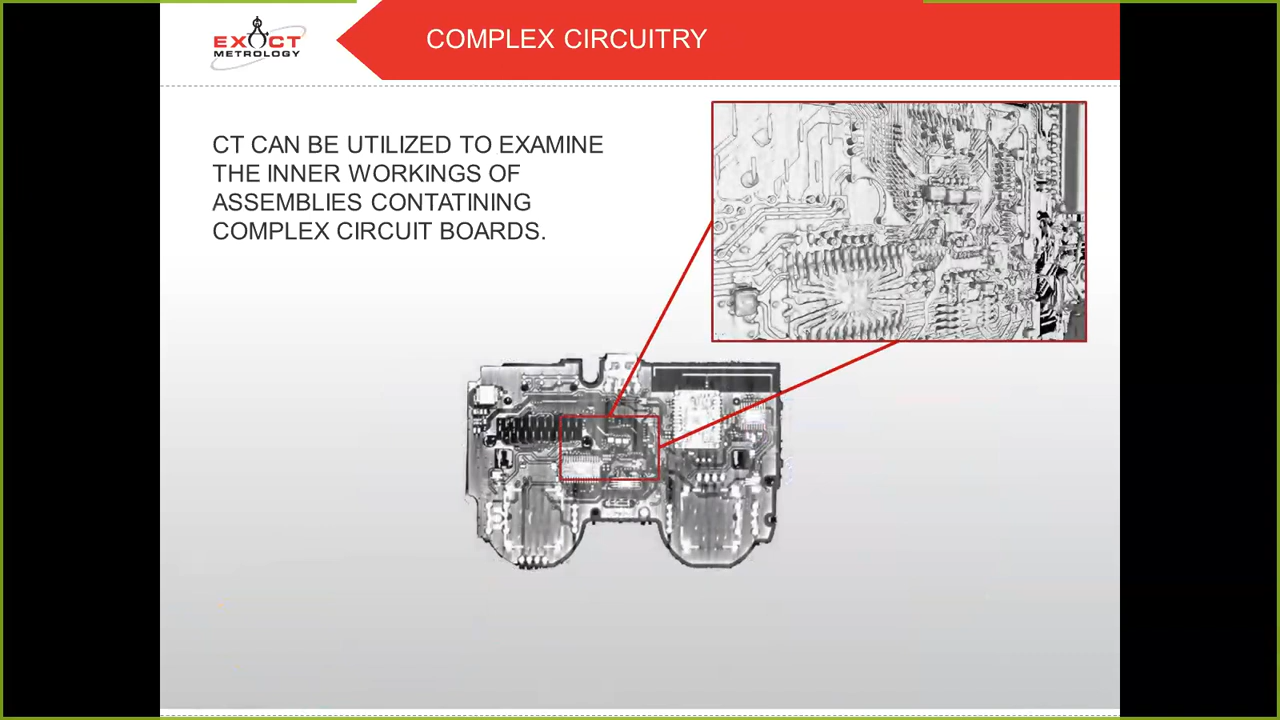 EXACT
METROLOGY
COMPLEX CIRCUITRY
CT CAN BE UTILIZED TO EXAMINE
THE INNER WORKINGS OF
ASSEMBLIES CONTATINING
COMPLEX CIRCUIT BOARDS.